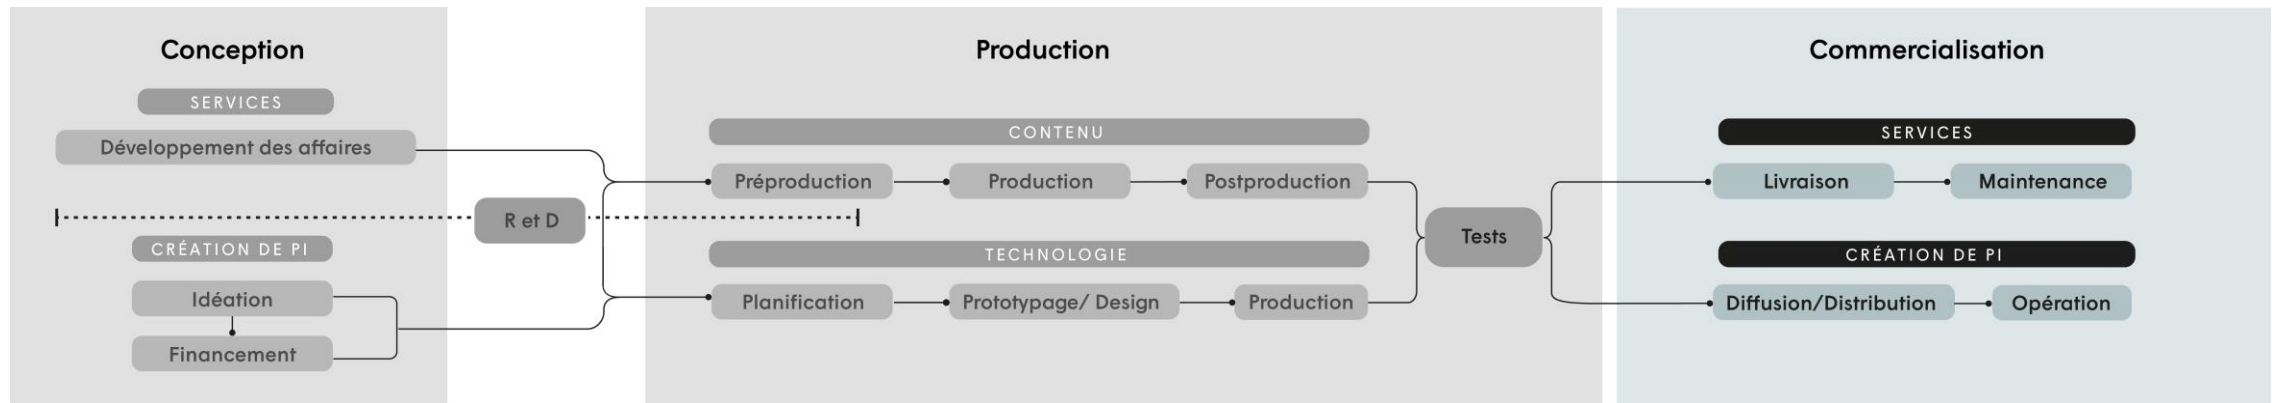 Conception
SERVICES
Développement des affaires
R et D
CRÉATION DE PI
Idéation
Financement
Production
CONTENU
Préproduction
Production
Postproduction
TECHNOLOGIE
Planification
Prototypage/ Design
Production
Tests
Commercialisation
SERVICES
Livraison
Maintenance
CRÉATION DE PI
Diffusion/Distribution
Opération